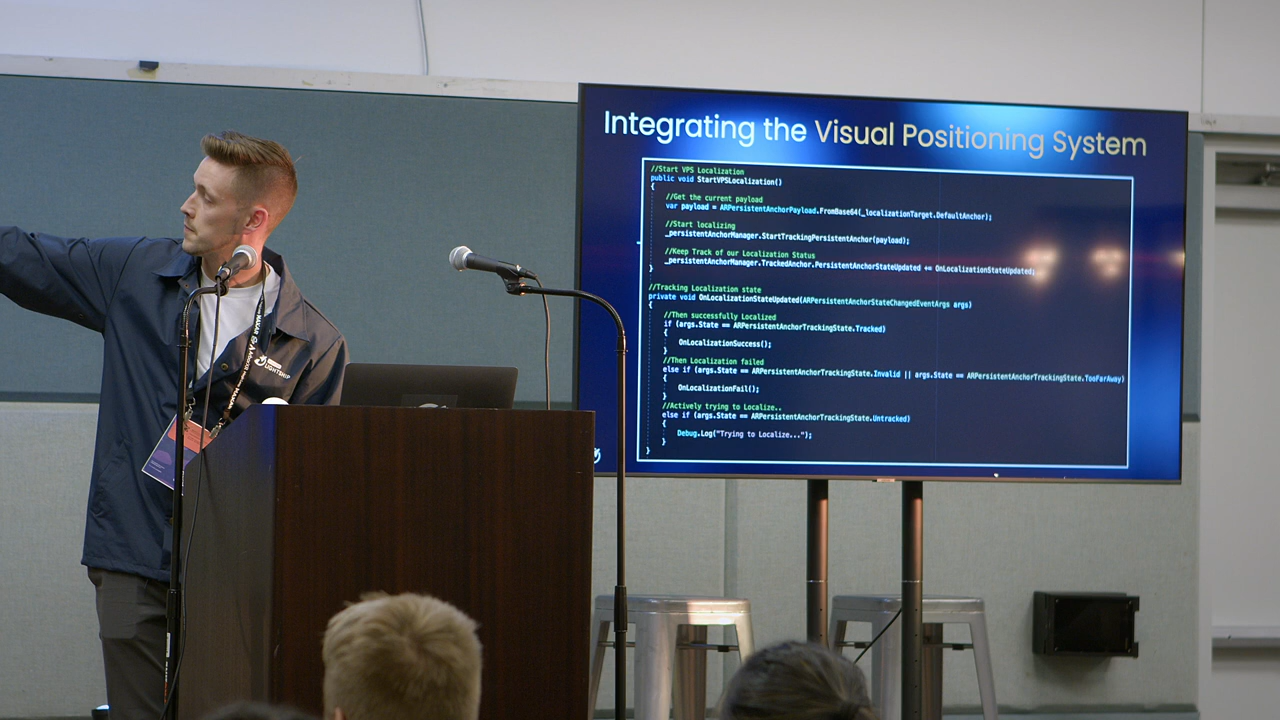 Integrating the Visual Positioning System
//Start VPS Localization
public void StartVPSLocalization()
{
//Get the current payload
var payload = ARPersistentAnchorPayload.FromBase64(_localizationTarget.DefaultAnchor);
//Start localizing
_persistentAnchorManager.StartTrackingPersistentAnchor(payload);
//Keep Track of our Localization Status
_persistentAnchorManager.TrackedAnchor.PersistentAnchorStateUpdated += OnLocalizationStateUpdated;
}
//Tracking Localization state
private void OnLocalizationStateUpdated(ARPersistentAnchorStateChangedEventArgs args)
{
//Then successfully Localized
if (args.State == ARPersistentAnchorTrackingState.Tracked)
{
OnLocalizationSuccess();
}
//Then Localization failed
else if (args.State == ARPersistentAnchorTrackingState.Invalid || args.State == ARPersistentAnchorTrackingState.TooFarAway)
{
OnLocalizationFail();
}
//Actively trying to Localize..
else if (args.State == ARPersistentAnchorTrackingState.Untracked)
{
Debug.Log("Trying to Localize...");
}
}
LIGHTSHIP